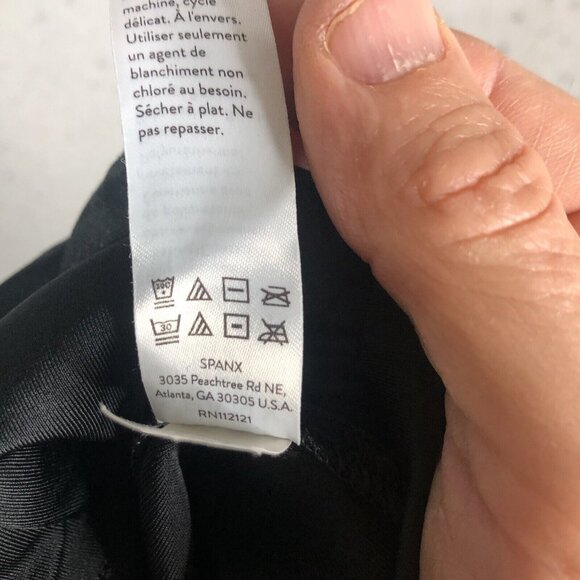 machine, cycle
délicat. À l'envers.
Utiliser seulement
un agent de
blanchiment non
chloré au besoin.
Sécher à plat. Ne
pas repasser.
30
SPANX
3035 Peachtree Rd NE,
Atlanta, GA 30305 U.S.A.
RN112121